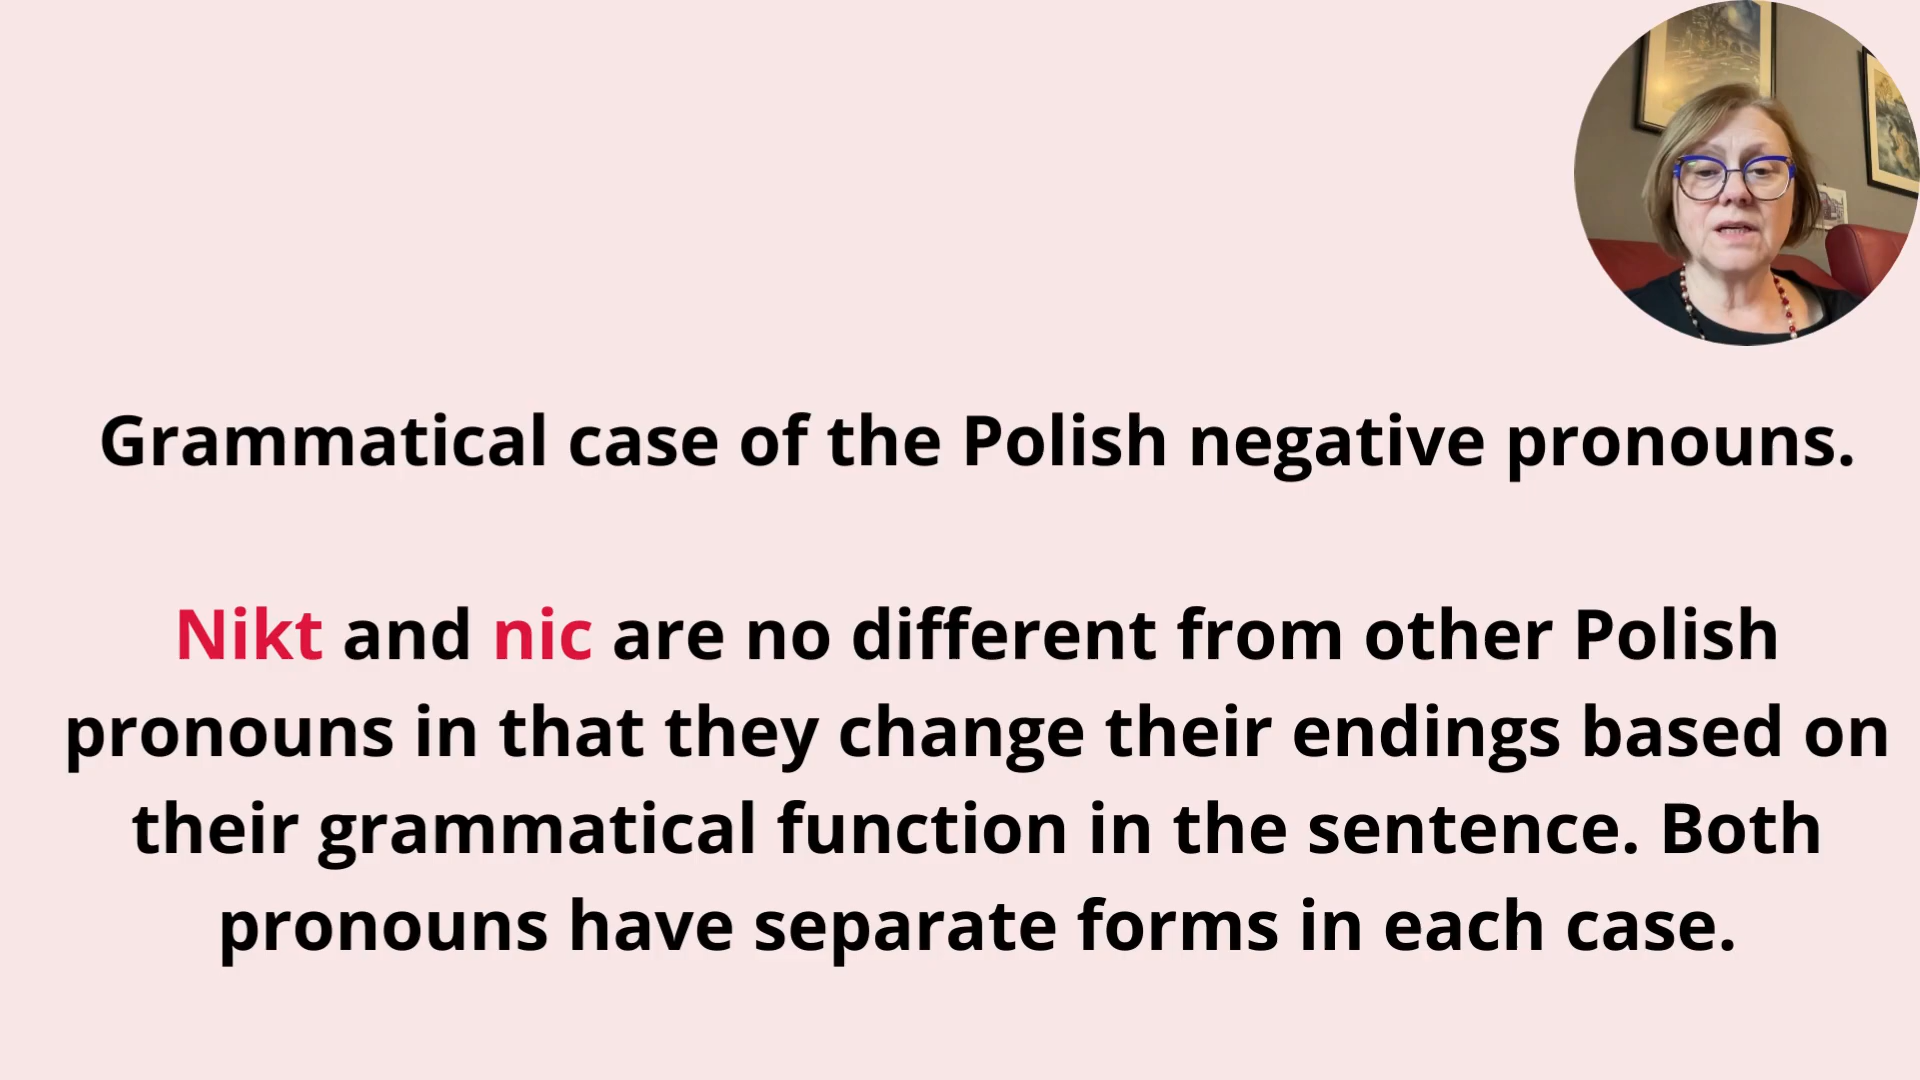 Grammatical case of the Polish negative pronouns.
Nikt and nic are no different from other Polish
pronouns in that they change their endings based on
their grammatical function in the sentence. Both
pronouns have separate forms in each case.